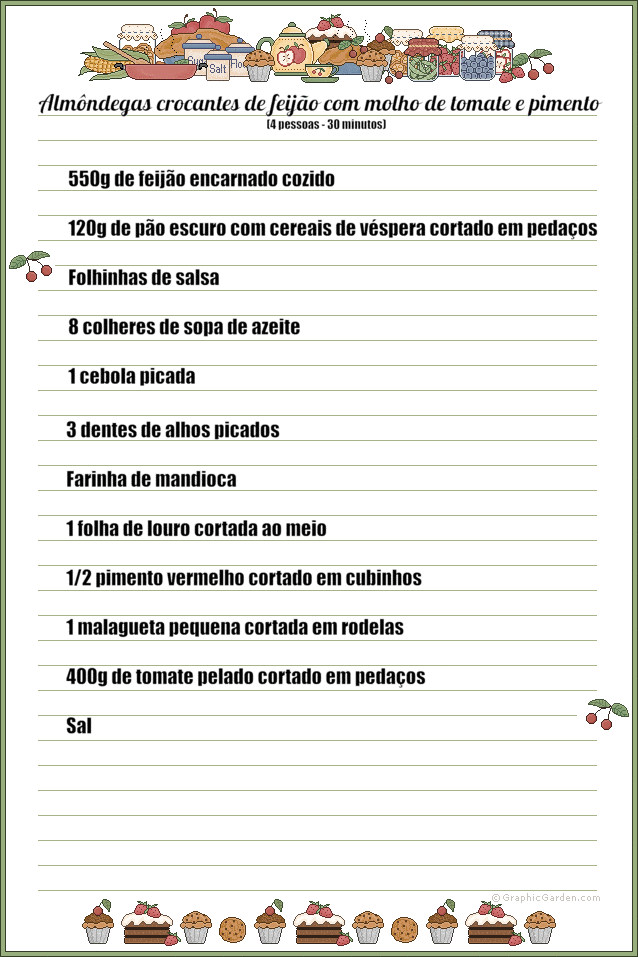 Sugar
Salt
Flo
Almôndegas crocantes de feijão com molho de tomate e pimento
(4 pessoas - 30 minutos)
550g de feijão encarnado cozido
120g de pão escuro com cereais de véspera cortado em pedaços
Folhinhas de salsa
8 colheres de sopa de azeite
1 cebola picada
3 dentes de alhos picados
Farinha de mandioca
1 folha de louro cortada ao meio
1/2 pimento vermelho cortado em cubinhos
1 malagueta pequena cortada em rodelas
400g de tomate pelado cortado em pedaços
Sal
© GraphicGarden.com